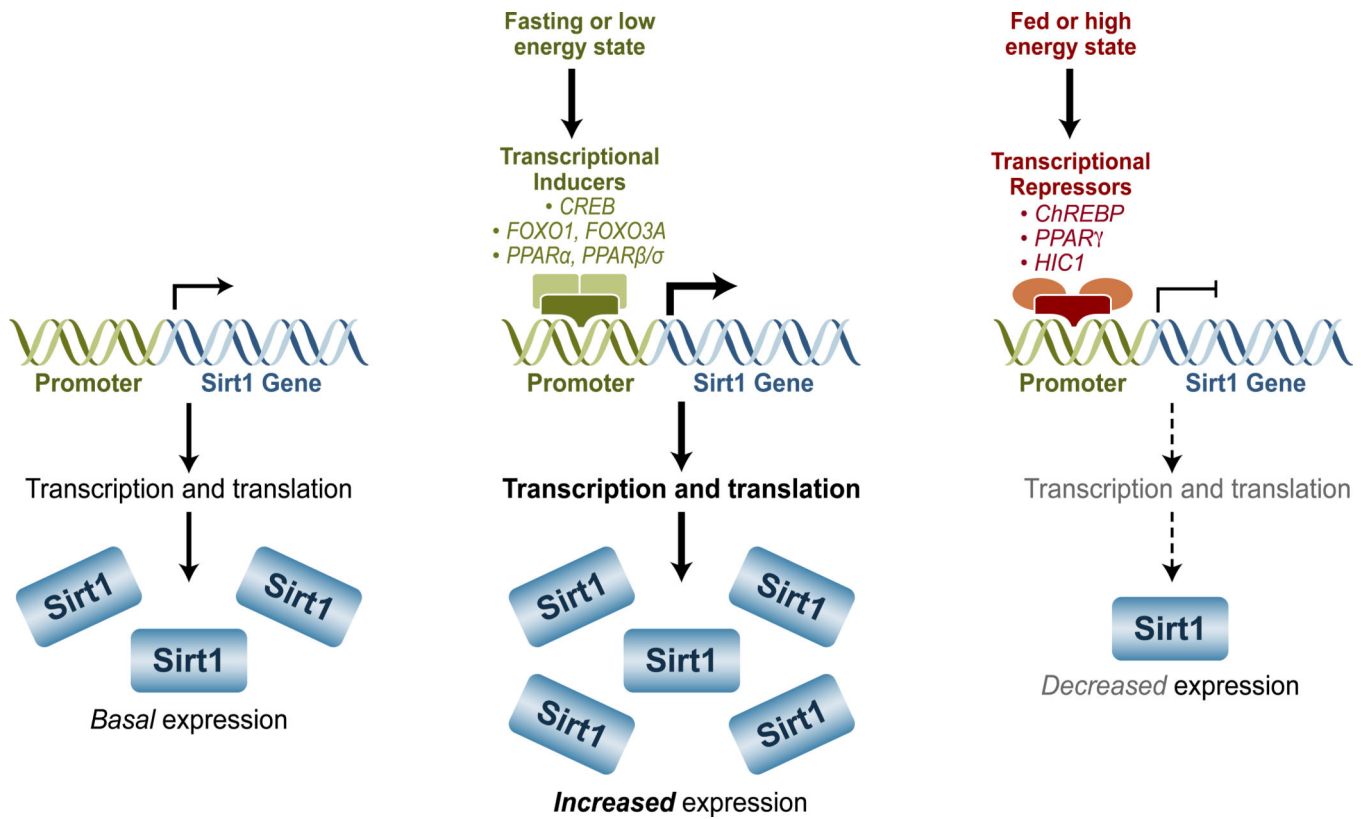 Promoter
Sirt1 Gene
Transcription and translation
Sirt1
Sirt1
Sirt1
Basal expression
Fasting or low
energy state
Transcriptional
Inducers
• CREB
• FOXO1, FOXO3A
• PPARα, PPARβ/σ
Promoter
Sirt1 Gene
Transcription and translation
Sirt1
Sirt1
Sirt1
Sirt1
Sirt1
Increased expression
Fed or high
energy state
Transcriptional
Repressors
• ChREBP
• PPARγ
• HIC1
Promoter
Sirt1 Gene
Transcription and translation
Sirt1
Decreased expression